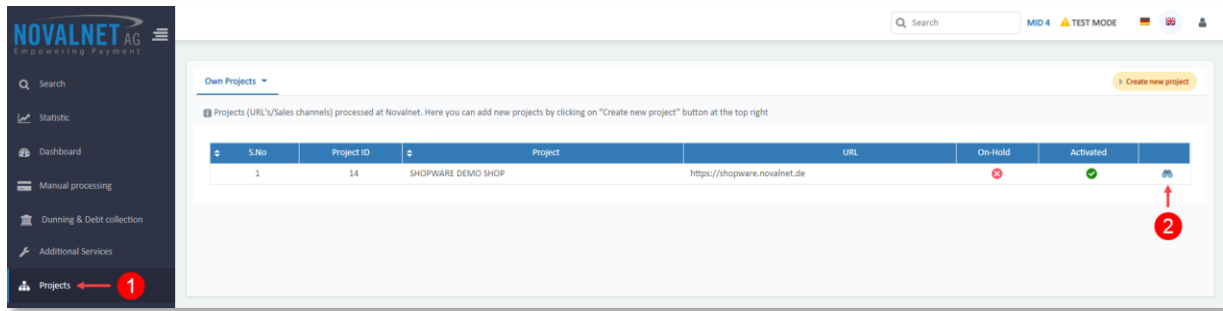 NOVALNET AG
Empowering Payment
Search
MID 4 TEST MODE
Search
Statistic
Dashboard
Manual processing
Dunning & Debt collection
Additional Services
Projects
1
Own Projects
Create new project
Projects (URL's/Sales channels) processed at Novalnet. Here you can add new projects by clicking on "Create new project" button at the top right
S.No Project ID Project URL On-Hold Activated
1 14 SHOPWARE DEMO SHOP https://shopware.novalnet.de
2